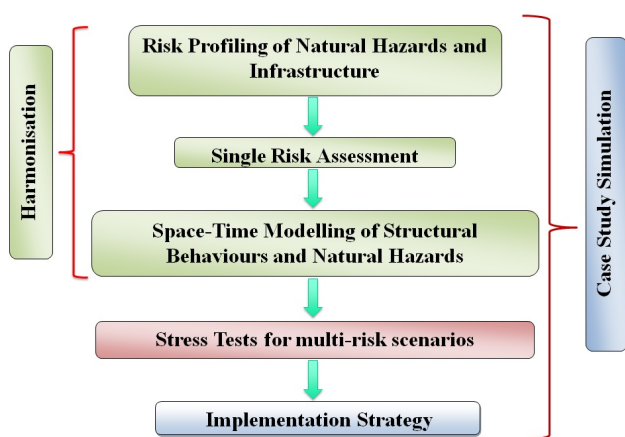 Harmonisation
Risk Profiling of Natural Hazards and
Infrastructure
Single Risk Assessment
Space-Time Modelling of Structural
Behaviours and Natural Hazards
Stress Tests for multi-risk scenarios
Implementation Strategy
Case Study Simulation